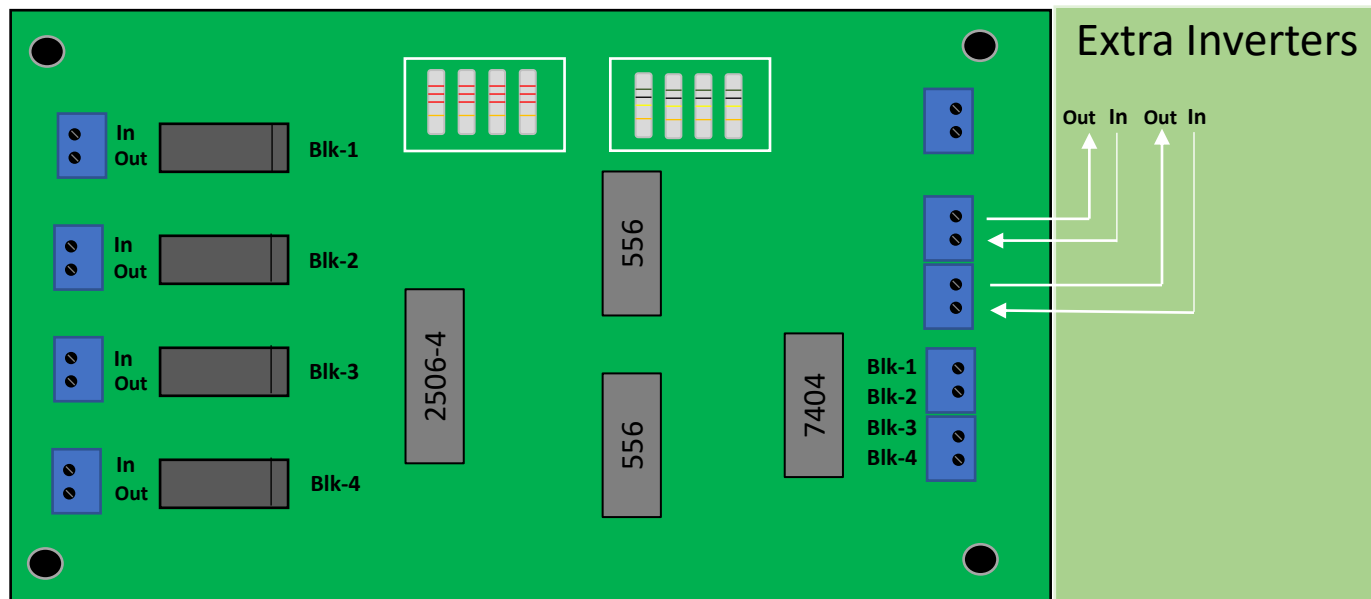 Extra Inverters
Out In Out In
In
Out
Blk-1
In
Out
Blk-2
In
Out
Blk-3
In
Out
Blk-4
2506-4
556
556
7404
Blk-1
Blk-2
Blk-3
Blk-4